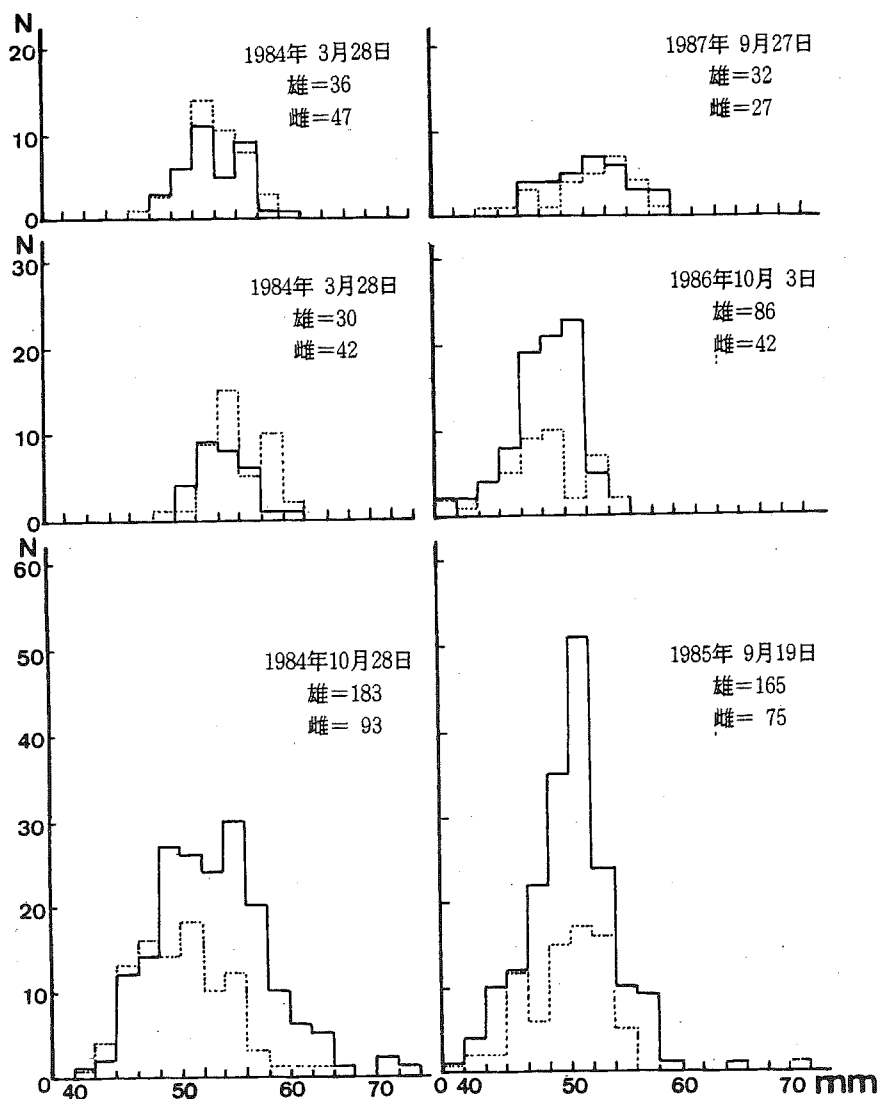 N
20
10
0
1984年 3月28日
雄=36
雌=47
1987年 9月27日
雄=32
雌=27
N
30
20
10
0
1984年 3月28日
雄=30
雌=42
1986年10月 3日
雄=86
雌=42
N
60
50
40
30
20
10
0
1984年10月28日
雄=183
雌= 93
1985年 9月19日
雄=165
雌= 75
40 50 60 70
0 40 50 60 70 mm